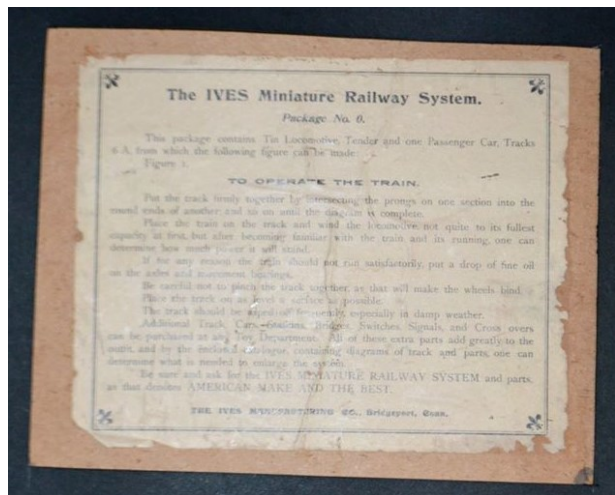 The IVES Miniature Railway System.
Package No. 0.
This package contains Tin Locomotive, Tender and one Passenger Car, Tracks
6 A, from which the following figure can be made:
Figure 1.
TO OPERATE THE TRAIN.
Put the track firmly together by intersecting the prongs on one section into the
round ends of another and so on until the diagram is complete.
Place the train on the track and wind the locomotive not quite to its fullest
capacity at first, but after becoming familiar with the train and its running, one can
determine how much power it will stand.
If for any reason the train should not run satisfactorily, put a drop of fine oil
on the axles and movement bearings.
Be careful not to pinch the track together, as that will make the wheels bind.
Place the track on as level a surface as possible.
The track should be wiped off frequently, especially in damp weather.
Additional Track, Cars, Stations, Bridges, Switches, Signals, and Cross overs
can be purchased at any Toy Department. All of these extra parts add greatly to the
outfit, and by the enclosed catalogue, containing diagrams of track and parts, one can
determine what is needed to enlarge the system.
Be sure and ask for the IVES MINIATURE RAILWAY SYSTEM and parts,
as that denotes AMERICAN MAKE AND THE BEST.
THE IVES MANUFACTURING CO., Bridgeport, Conn.